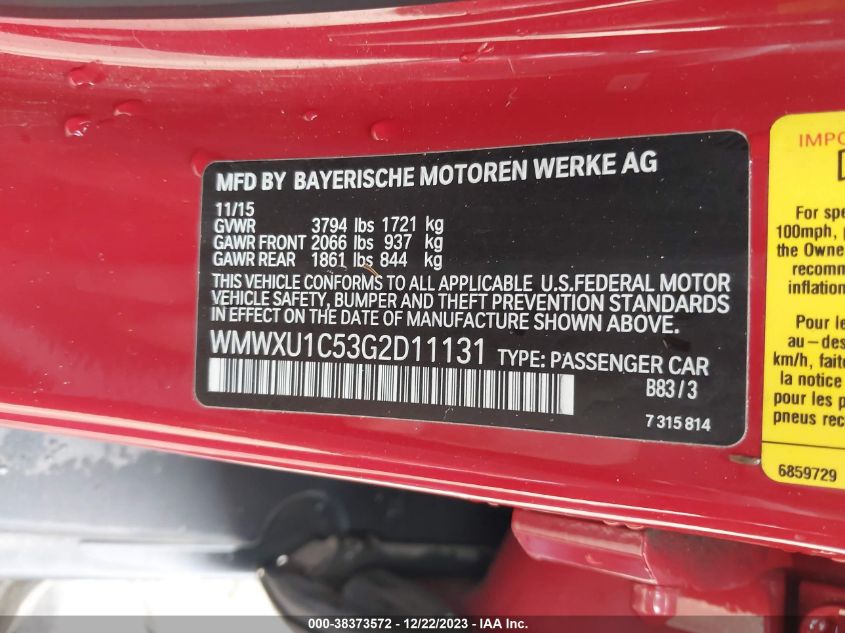 MFD BY BAYERISCHE MOTOREN WERKE AG
11/15
GVWR 3794 lbs 1721 kg
GAWR FRONT 2066 lbs 937 kg
GAWR REAR 1861 lbs 844 kg
THIS VEHICLE CONFORMS TO ALL APPLICABLE U.S.FEDERAL MOTOR
VEHICLE SAFETY, BUMPER AND THEFT PREVENTION STANDARDS
IN EFFECT ON THE DATE OF MANUFACTURE SHOWN ABOVE.
WMWXU1C53G2D11131 TYPE: PASSENGER CAR
B83/3
7 315 814
IMPO
For spe
100mph, p
the Owne
recomm
inflation
Pour le
au-des
km/h, faite
la notice
pour les p
pneus rec
6859729
000-38373572 - 12/22/2023 - IAA Inc.